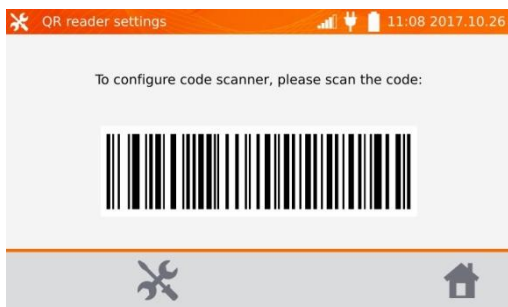 QR reader settings 11:08 2017.10.26
To configure code scanner, please scan the code: